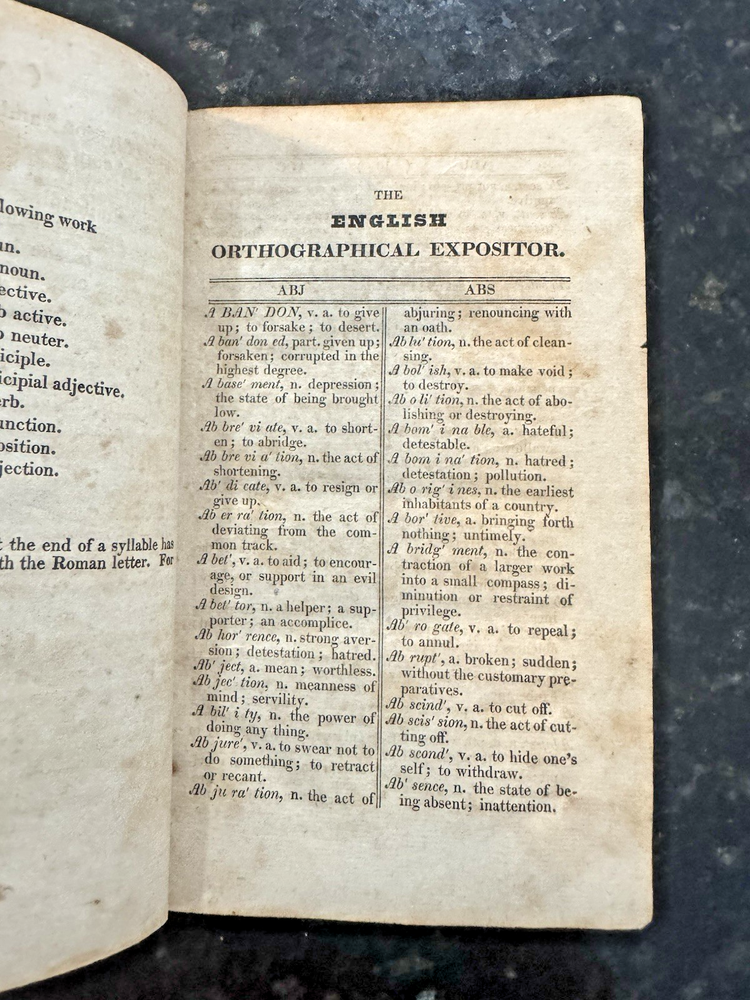 lowing work
un.
noun.
ective.
b active.
o neuter.
iciple.
icipial adjective.
erb.
unction.
osition.
jection.
t the end of a syllable has
th the Roman letter. For
THE
ENGLISH
ORTHOGRAPHICAL EXPOSITOR.
ABJ
A BAN' DON, v. a. to give
up; to forsake; to desert.
A ban' don ed, part. given up;
forsaken; corrupted in the
highest degree.
A base' ment, n. depression;
the state of being brought
low.
Ab bre' vi ate, v. a. to short-
en; to abridge.
Ab bre vi a' tion, n. the act of
shortening.
Ab' di cate, v. a. to resign or
give up.
Ab er ra' tion, n. the act of
deviating from the com-
mon track.
A bet', v. a. to aid; to encour-
age, or support in an evil
design.
A bet' tor, n. a helper; a sup-
porter; an accomplice.
Ab hor' rence, n. strong aver-
sion; detestation; hatred.
Ab' ject, a. mean; worthless.
Ab jec' tion, n. meanness of
mind; servility.
A bil' i ty, n. the power of
doing any thing.
Ab jure', v. a. to swear not to
do something; to retract
or recant.
Ab ju ra' tion, n. the act of
ABS
abjuring; renouncing with
an oath.
Ab lu' tion, n. the act of clean-
sing.
A bol' ish, v. a. to make void;
to destroy.
Ab o li' tion, n. the act of abo-
lishing or destroying.
A bom' i na ble, a. hateful;
detestable.
A bom i na' tion, n. hatred;
detestation; pollution.
Ab o rig' i nes, n. the earliest
inhabitants of a country.
A bor' tive, a. bringing forth
nothing; untimely.
A bridg' ment, n. the con-
traction of a larger work
into a small compass; di-
minution or restraint of
privilege.
Ab' ro gate, v. a. to repeal;
to annul.
Ab rupt', a. broken; sudden;
without the customary pre-
paratives.
Ab scind', v. a. to cut off.
Ab scis' sion, n. the act of cut-
ting off.
Ab scond', v. a. to hide one's
self; to withdraw.
Ab' sence, n. the state of be-
ing absent; inattention.